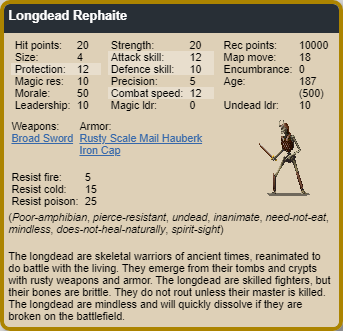 Longdead Rephaite
Hit points: 20 Strength: 20 Rec points: 10000
Size: 4 Attack skill: 12 Map move: 18
Protection: 12 Defence skill: 10 Encumbrance: 0
Magic res: 10 Precision: 5 Age: 187
Morale: 50 Combat speed: 12 (500)
Leadership: 10 Magic ldr: 0 Undead ldr: 10
Weapons: Armor:
Broad Sword Rusty Scale Mail Hauberk
Iron Cap
Resist fire: 5
Resist cold: 15
Resist poison: 25
(Poor-amphibian, pierce-resistant, undead, inanimate, need-not-eat,
mindless, does-not-heal-naturally, spirit-sight)
The longdead are skeletal warriors of ancient times, reanimated
to do battle with the living. They emerge from their tombs and crypts
with rusty weapons and armor. The longdead are skilled fighters, but
their bones are brittle. They do not rout unless their master is killed.
The longdead are mindless and will quickly dissolve if they are
broken on the battlefield.